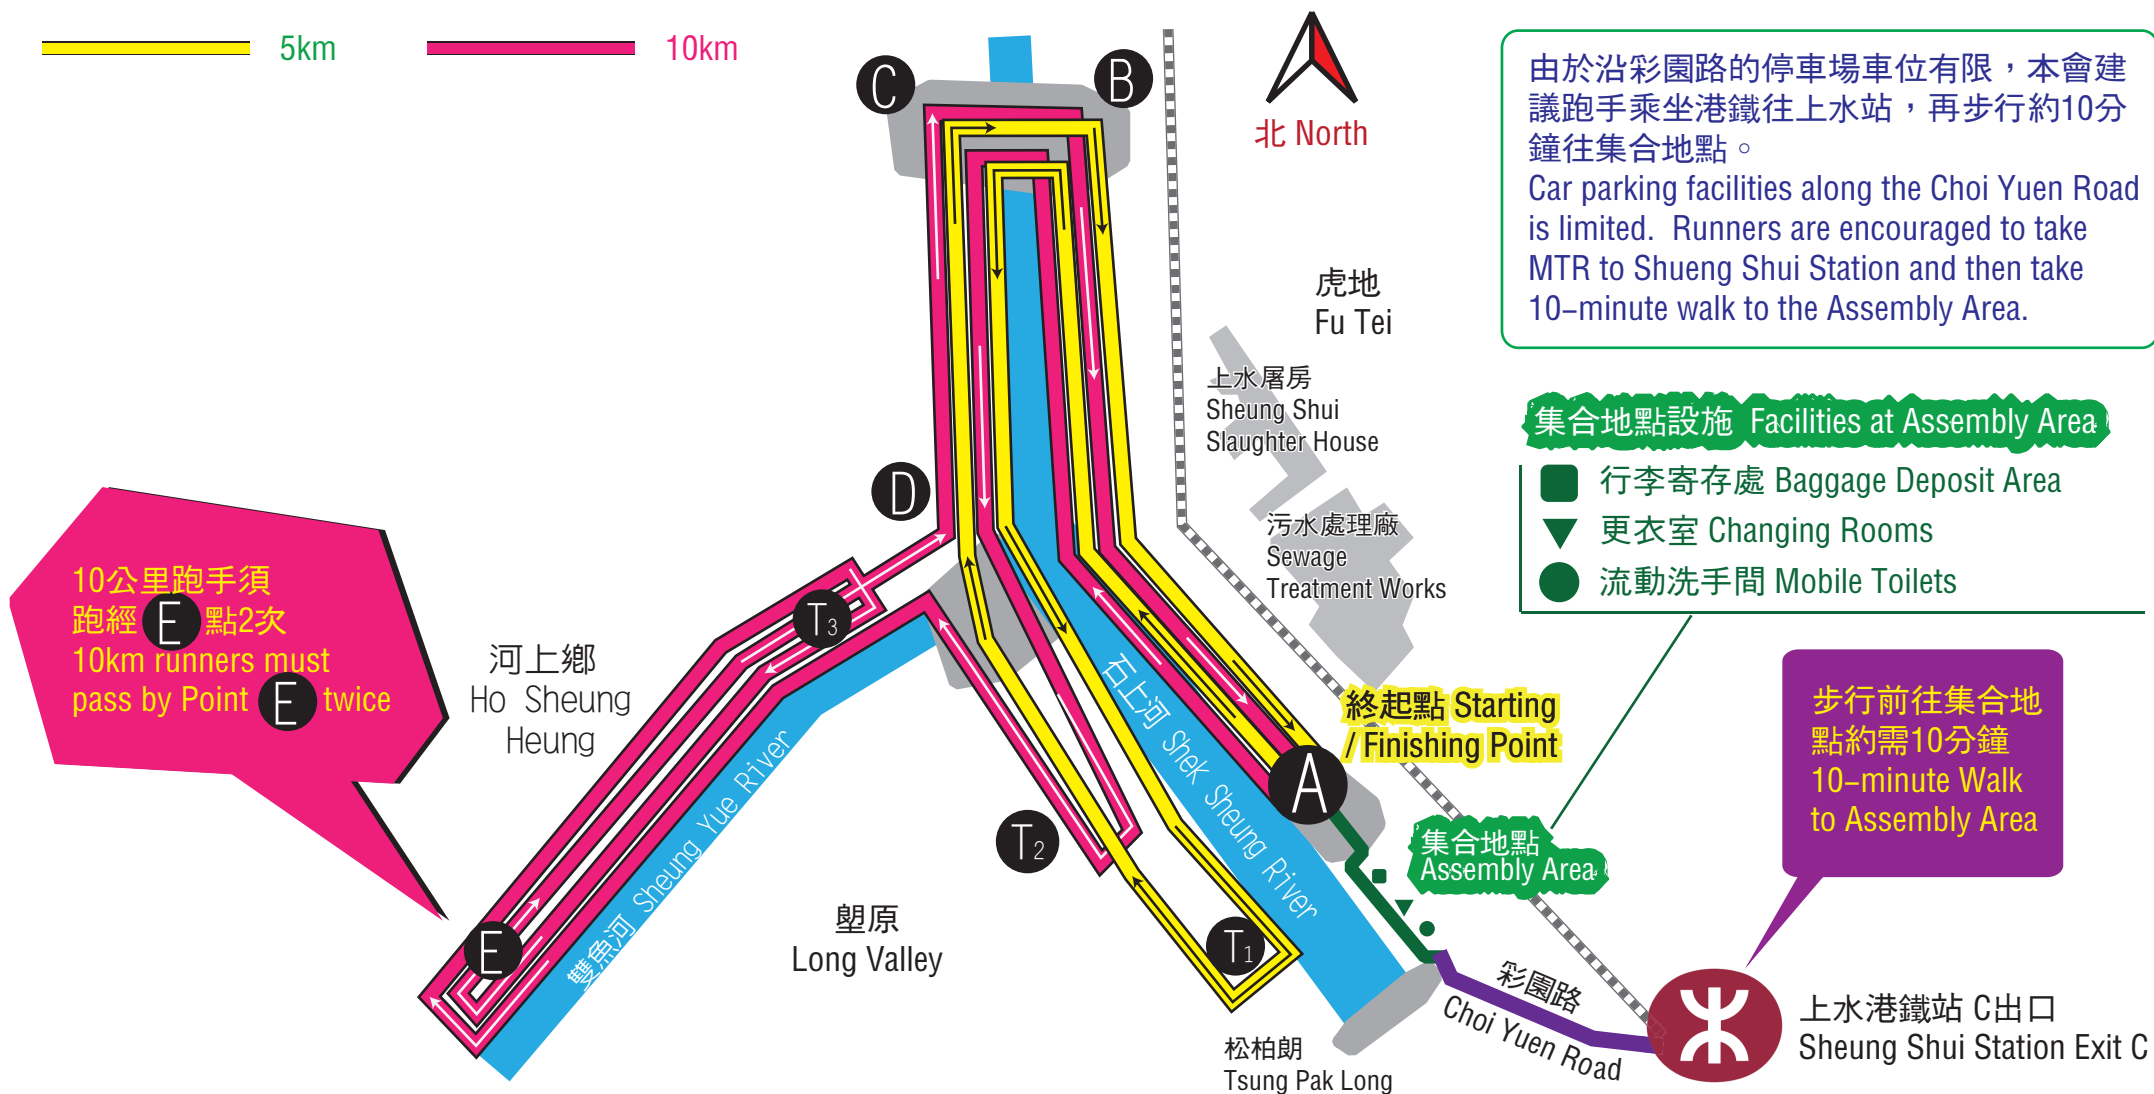 5km
10km
C
B
北 North
由於沿彩園路的停車場車位有限，本會建
議跑手乘坐港鐵往上水站，再步行約10分
鐘往集合地點。
Car parking facilities along the Choi Yuen Road
is limited. Runners are encouraged to take
MTR to Shueng Shui Station and then take
10-minute walk to the Assembly Area.
虎地
Fu Tei
上水屠房
Sheung Shui
Slaughter House
集合地點設施 Facilities at Assembly Area
行李寄存處 Baggage Deposit Area
更衣室 Changing Rooms
流動洗手間 Mobile Toilets
D
污水處理廠
Sewage
Treatment Works
10公里跑手須
跑經 E 點2次
10km runners must
pass by Point E twice
T3
河上鄉
Ho Sheung
Heung
石上河 Shek Sheung River
終起點 Starting
/ Finishing Point
步行前往集合地
點約需10分鐘
10-minute Walk
to Assembly Area
A
雙魚河 Sheung Yue River
T2
集合地點
Assembly Area
塱原
Long Valley
E
T1
彩園路
Choi Yuen Road
上水港鐵站 C出口
Sheung Shui Station Exit C
松柏朗
Tsung Pak Long